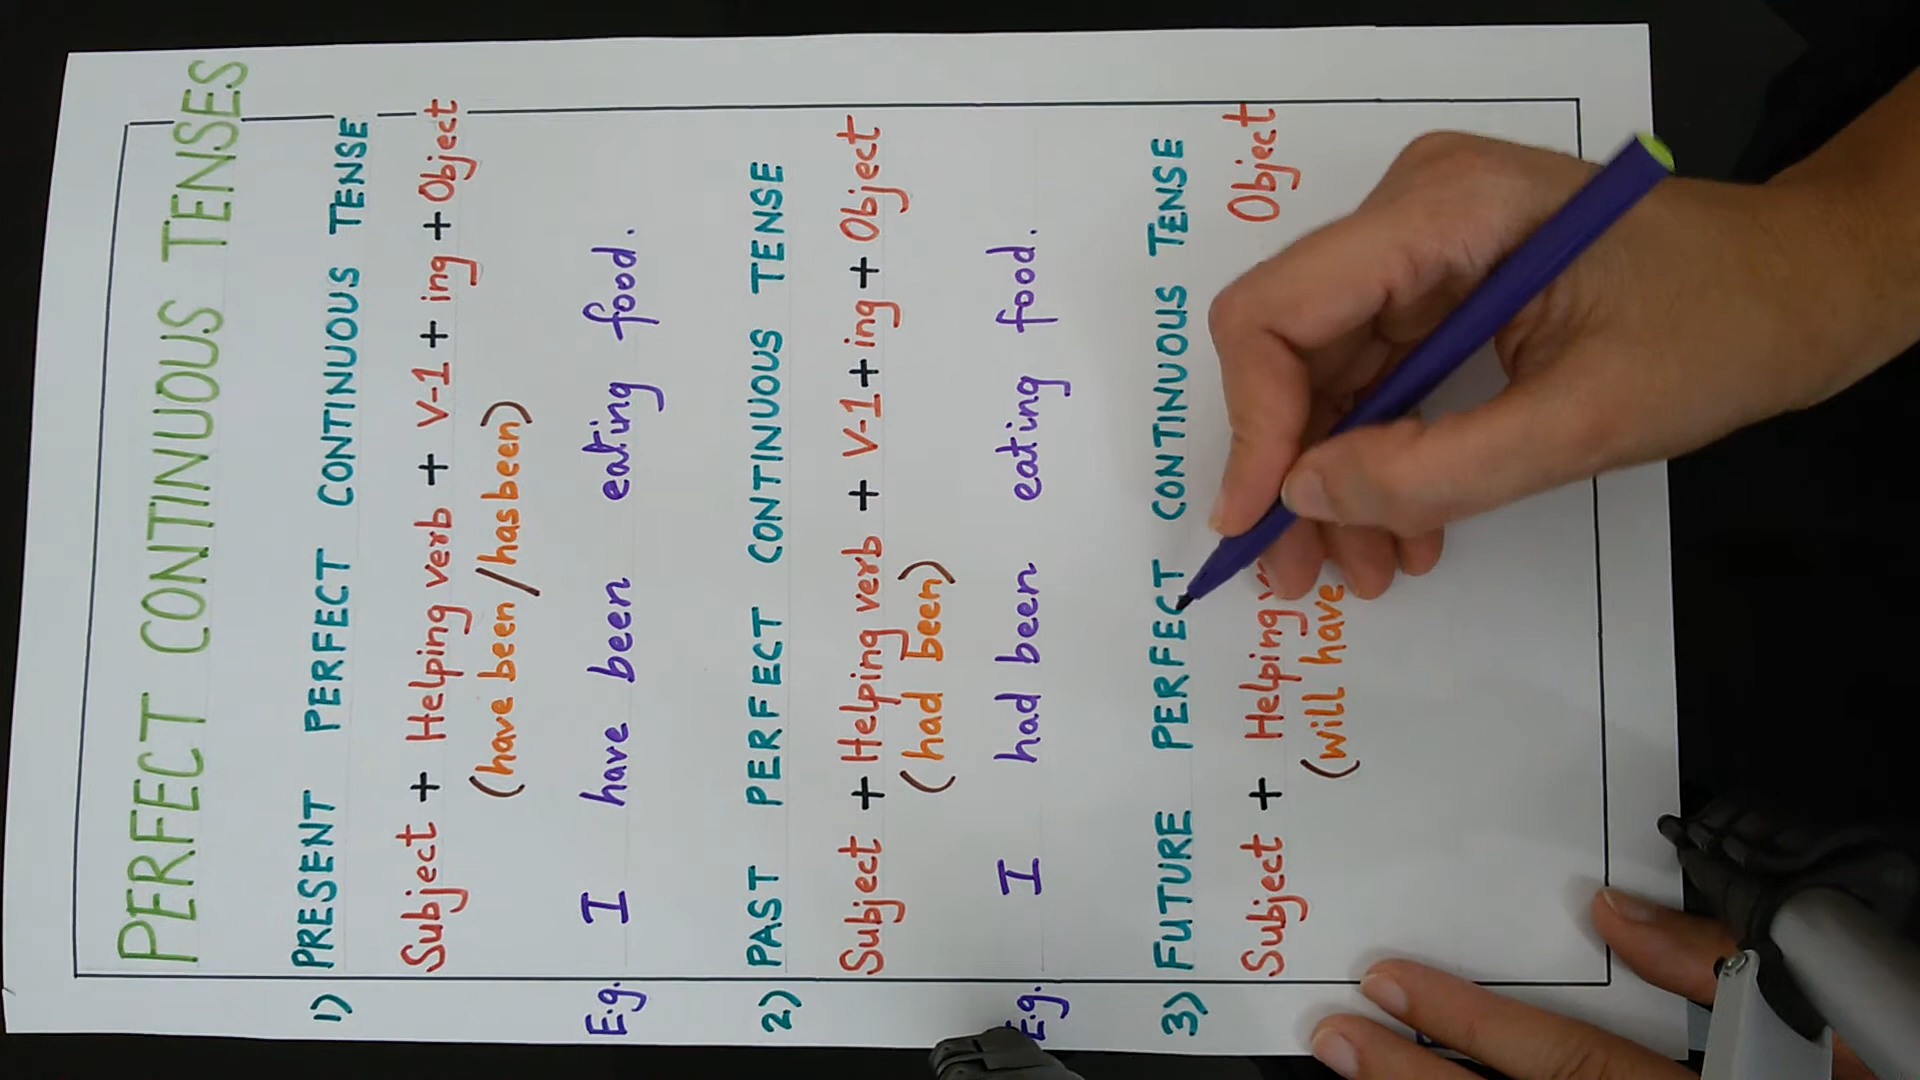 PERFECT CONTINUOUS TENSES
1) PRESENT PERFECT CONTINUOUS TENSE
Subject + Helping verb + V-1 + ing + Object
(have been / has been)
E.g. I have been eating food.
2) PAST PERFECT CONTINUOUS TENSE
Subject + Helping verb + V-1 + ing + Object
(had been)
E.g. I had been eating food.
3) FUTURE PERFECT CONTINUOUS TENSE
Subject + Helping Object
(will have